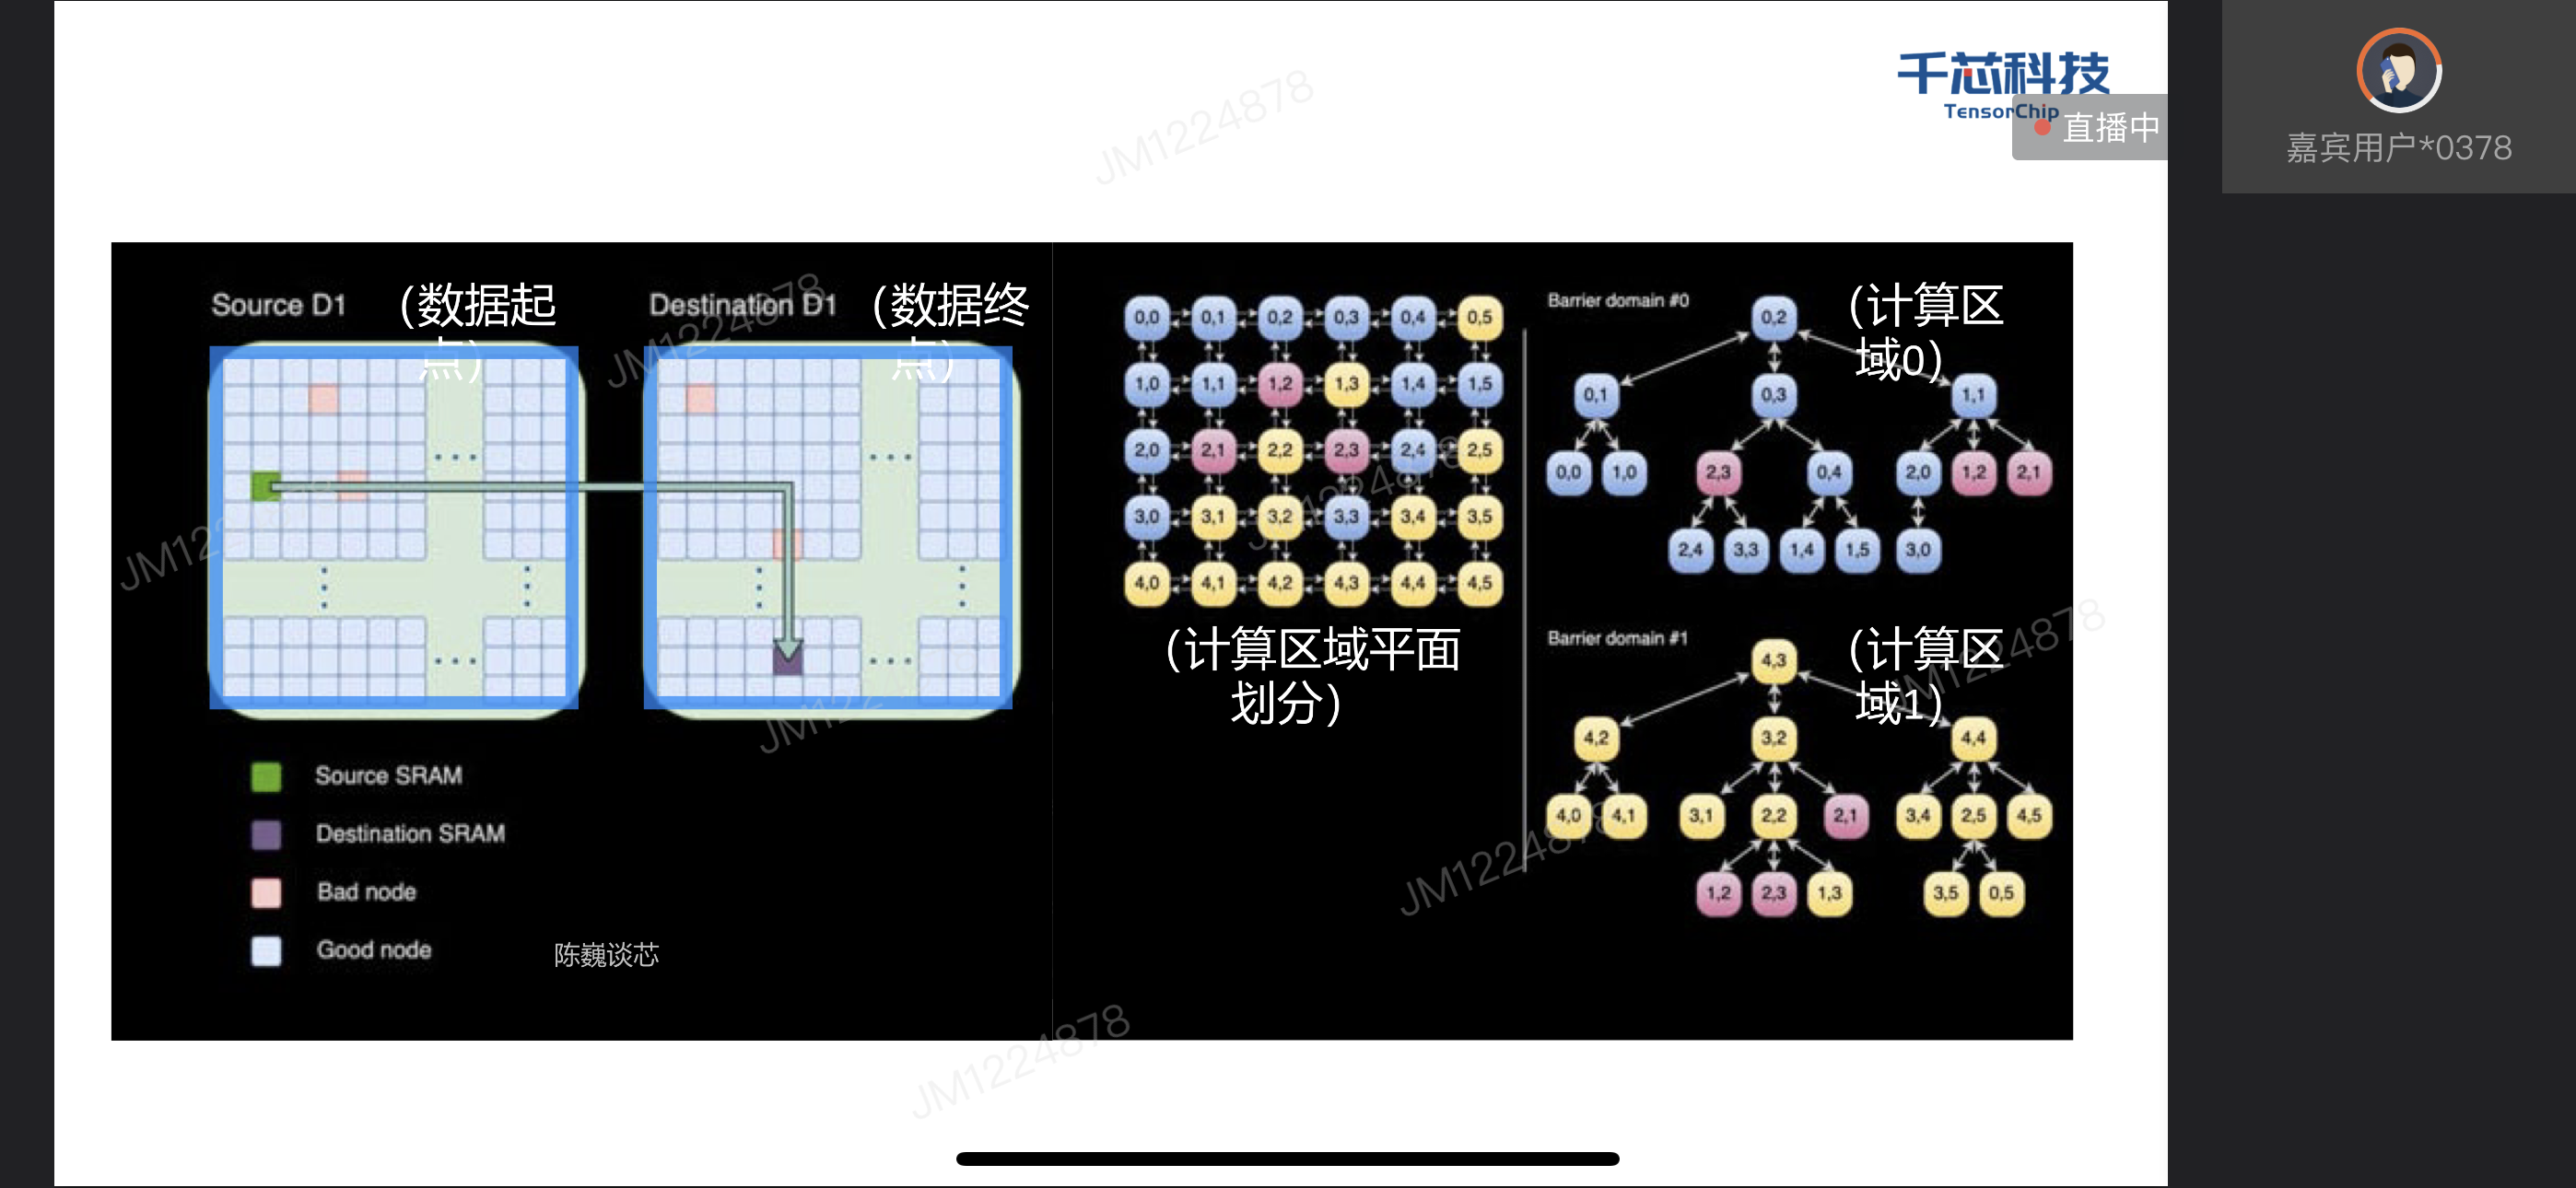 千芯科技
TensorChip
直播中
嘉宾用户*0378
Source D1
(数据起点)
Destination D1
(数据终点)
Source SRAM
Destination SRAM
Bad node
Good node
陈巍谈芯
0,0 0,1 0,2 0,3 0,4 0,5
1,0 1,1 1,2 1,3 1,4 1,5
2,0 2,1 2,2 2,3 2,4 2,5
3,0 3,1 3,2 3,3 3,4 3,5
4,0 4,1 4,2 4,3 4,4 4,5
(计算区域平面
划分)
Barrier domain #0
(计算区
域0)
0,2
0,1 0,3 1,1
0,0 1,0 2,3 0,4 2,0 1,2 2,1
2,4 3,3 1,4 1,5 3,0
Barrier domain #1
(计算区
域1)
4,3
4,2 3,2 4,4
4,0 4,1 3,1 2,2 2,1 3,4 2,5 4,5
1,2 2,3 1,3 3,5 0,5
JM1224878
JM1224878
JM1224878
JM1224878
JM1224878